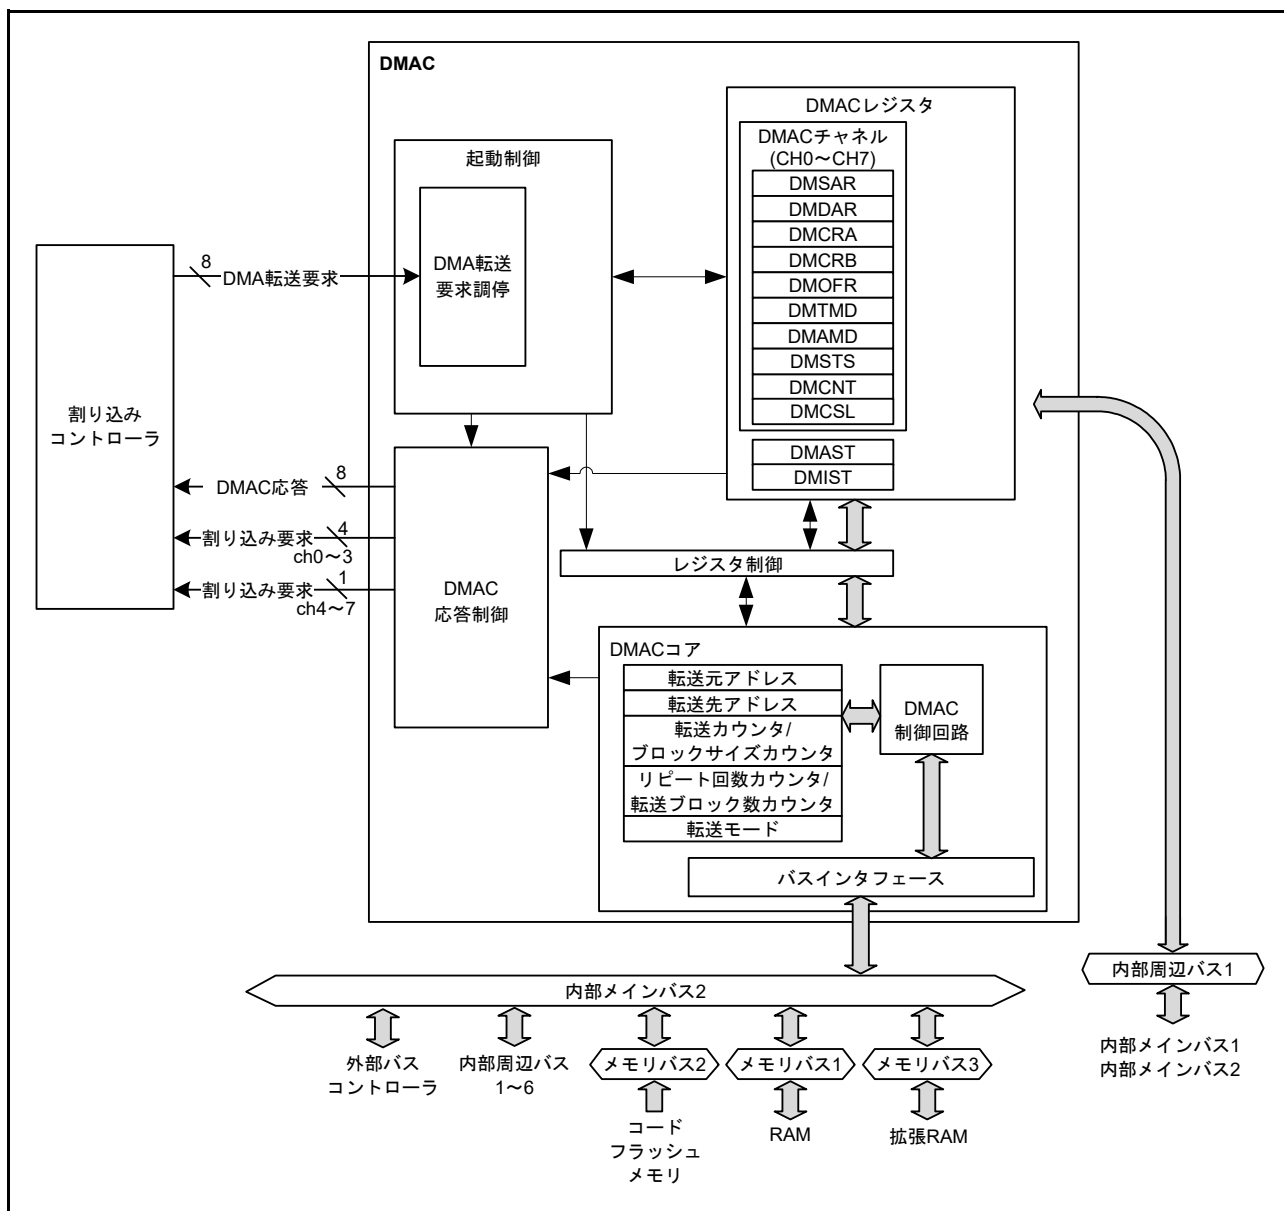 DMAC
DMACレジスタ
DMACチャネル
(CH0～CH7)
DMSAR
DMDAR
DMCRA
DMCRB
DMOFR
DMTMD
DMAMD
DMSTS
DMCNT
DMCSL
DMAST
DMIST
起動制御
DMA転送
要求調停
8
DMA転送要求
割り込み
コントローラ
DMAC応答
8
割り込み要求
4
ch0～3
割り込み要求
1
ch4～7
DMAC
応答制御
レジスタ制御
DMACコア
転送元アドレス
転送先アドレス
転送カウンタ/
ブロックサイズカウンタ
リピート回数カウンタ/
転送ブロック数カウンタ
転送モード
DMAC
制御回路
バスインタフェース
内部メインバス2
内部周辺バス1
外部バス
コントローラ
内部周辺バス
1～6
メモリバス2
メモリバス1
メモリバス3
コード
フラッシュ
メモリ
RAM
拡張RAM
内部メインバス1
内部メインバス2